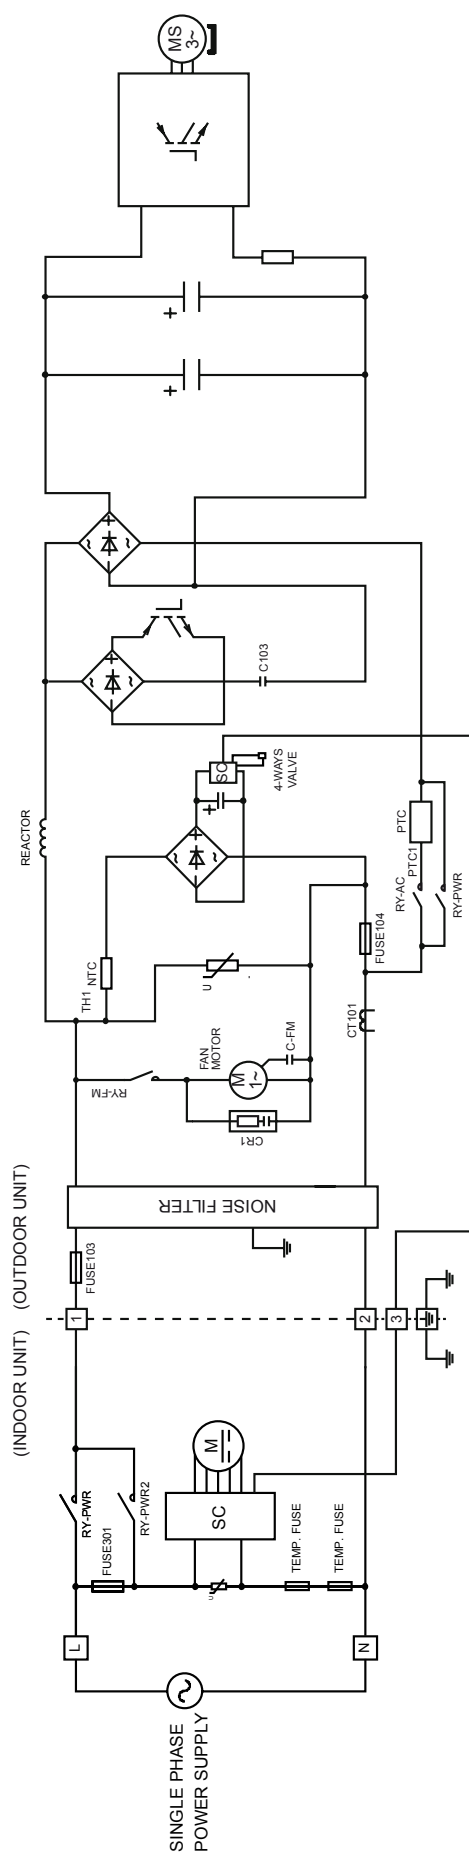 SINGLE PHASE
POWER SUPPLY
L
N
FUSE301
RY-PWR
RY-PWR2
U
SC
M
TEMP. FUSE
TEMP. FUSE
(INDOOR UNIT)
(OUTDOOR UNIT)
1
2
3
FUSE103
NOISE FILTER
RY-FM
CR1
FAN
MOTOR
M
1~
C-FM
U
CT101
FUSE104
TH1
NTC
REACTOR
~
+
~
+
SC
4-WAYS
VALVE
RY-AC
PTC1
PTC
RY-PWR
~
+
~
C103
~
+
~
+
+
MS
3~